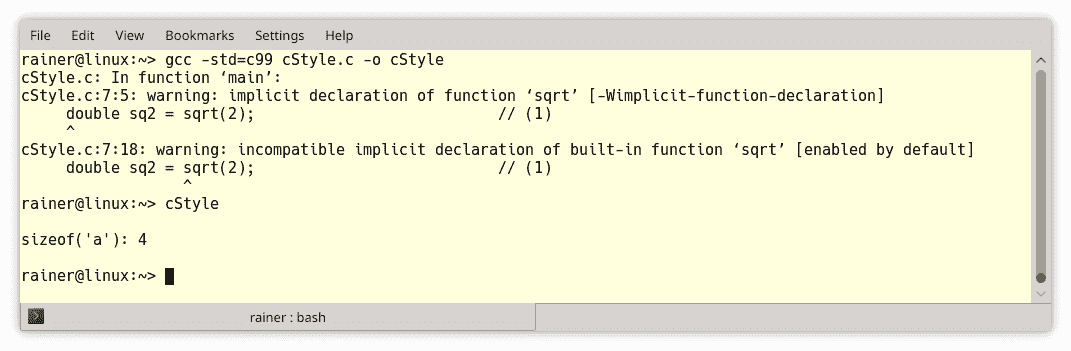 File Edit View Bookmarks Settings Help
rainer@linux:~> gcc -std=c99 cStyle.c -o cStyle
cStyle.c: In function ‘main’:
cStyle.c:7:5: warning: implicit declaration of function ‘sqrt’ [-Wimplicit-function-declaration]
     double sq2 = sqrt(2);                           // (1)
     ^
cStyle.c:7:18: warning: incompatible implicit declaration of built-in function ‘sqrt’ [enabled by default]
     double sq2 = sqrt(2);                           // (1)
                  ^
rainer@linux:~> cStyle
sizeof('a'): 4
rainer@linux:~>
rainer : bash